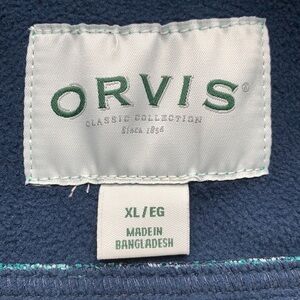 ORVIS®
CLASSIC COLLECTION
Since 1856
XL/EG
MADE IN
BANGLADESH